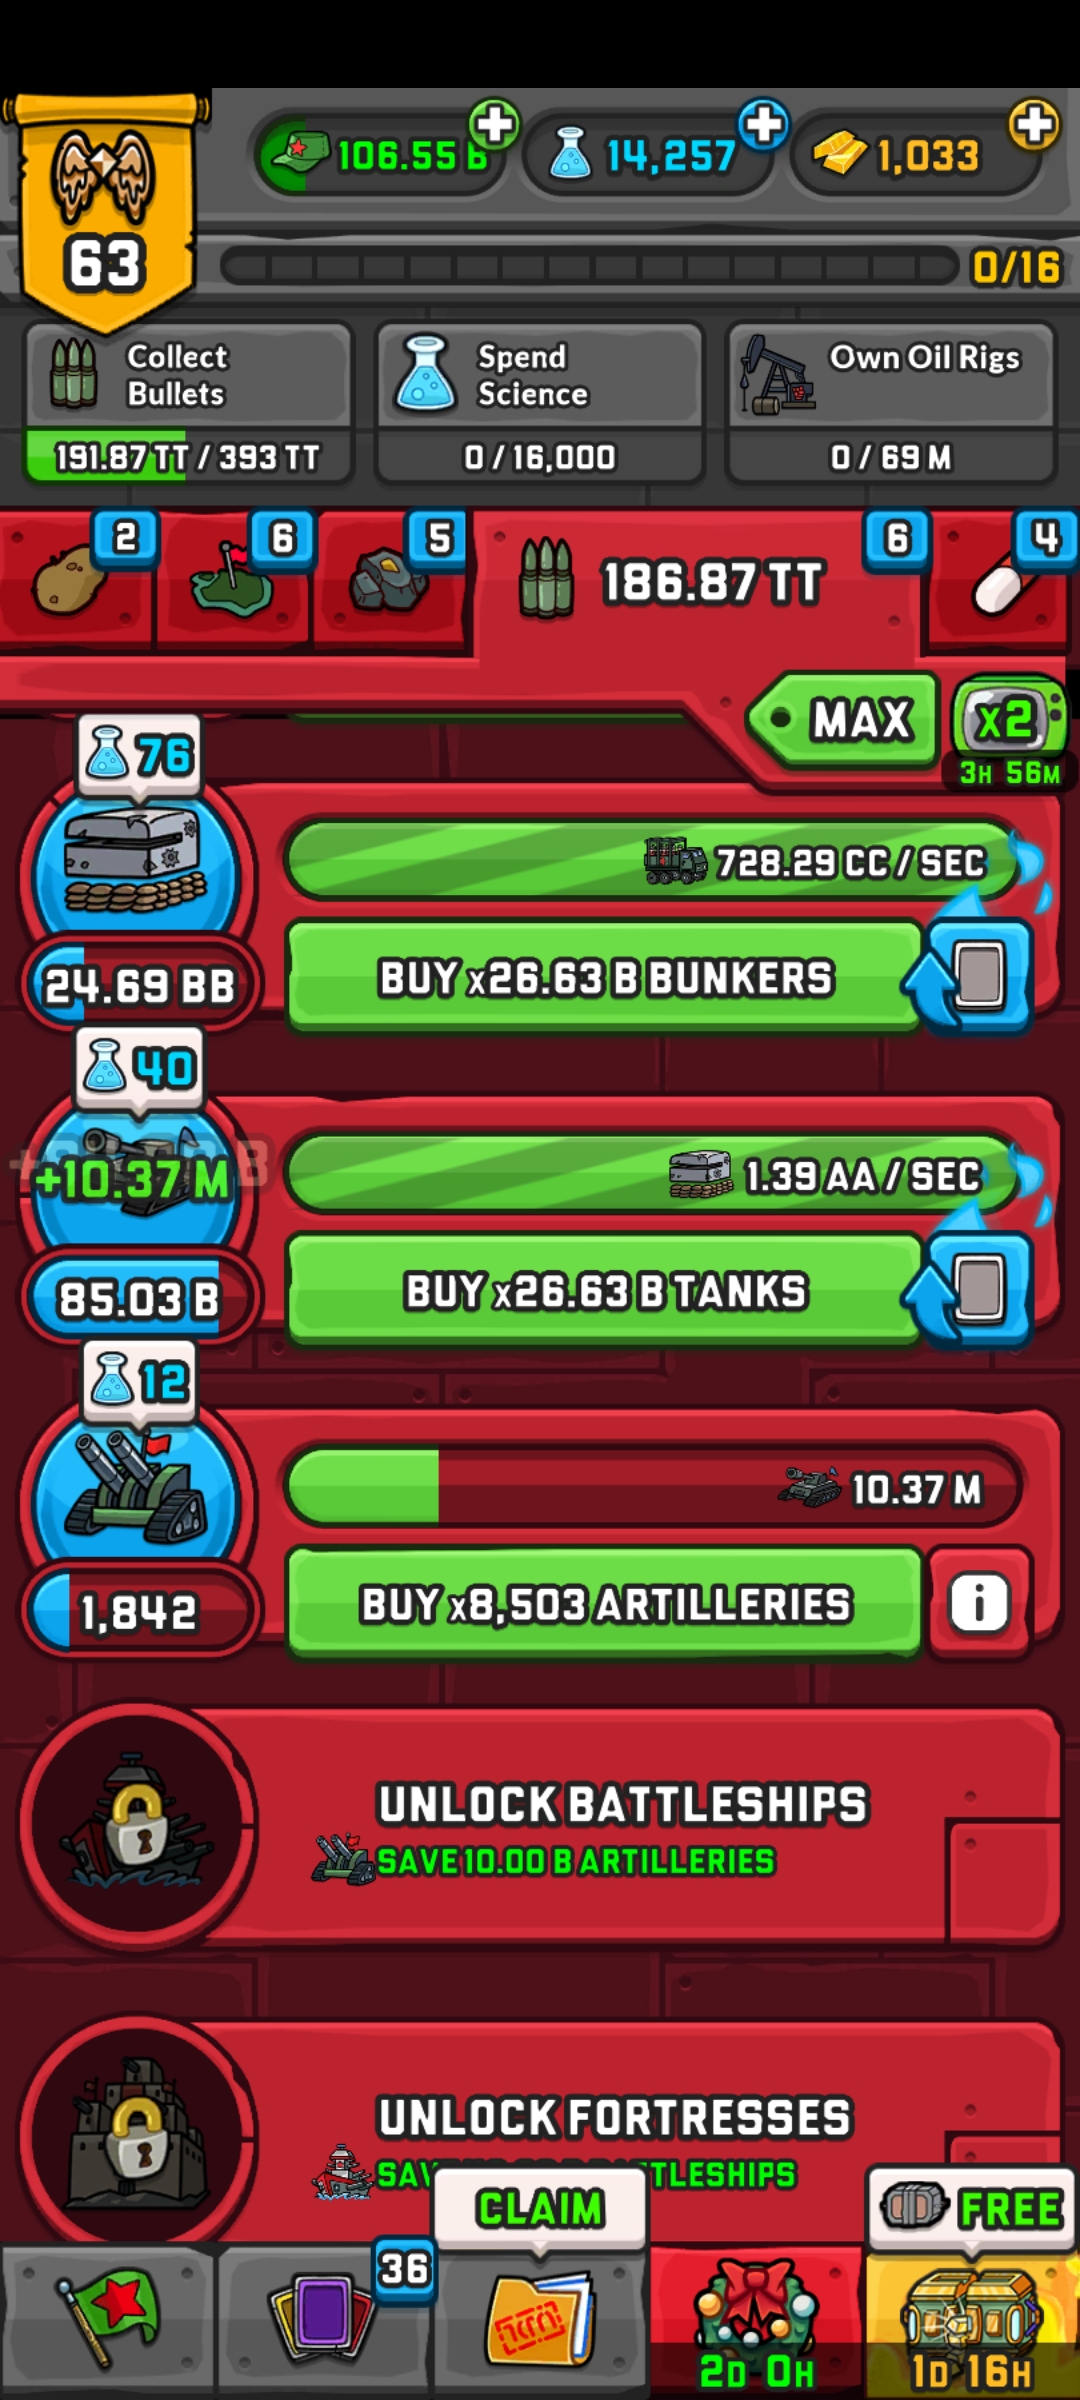 106.55 B
14,257
1,033
63
0/16
Collect
Bullets
191.87 TT / 393 TT
Spend
Science
0 / 16,000
Own Oil Rigs
0 / 69 M
2
6
5
186.87 TT
6
4
MAX
x2
3H 56M
76
728.29 CC / SEC
24.69 BB
BUY x26.63 B BUNKERS
40
+10.37 M
1.39 AA / SEC
85.03 B
BUY x26.63 B TANKS
12
10.37 M
1,842
BUY x8,503 ARTILLERIES
i
UNLOCK BATTLESHIPS
SAVE 10.00 B ARTILLERIES
UNLOCK FORTRESSES
CLAIM
FREE
36
2D 0H
1D 16H